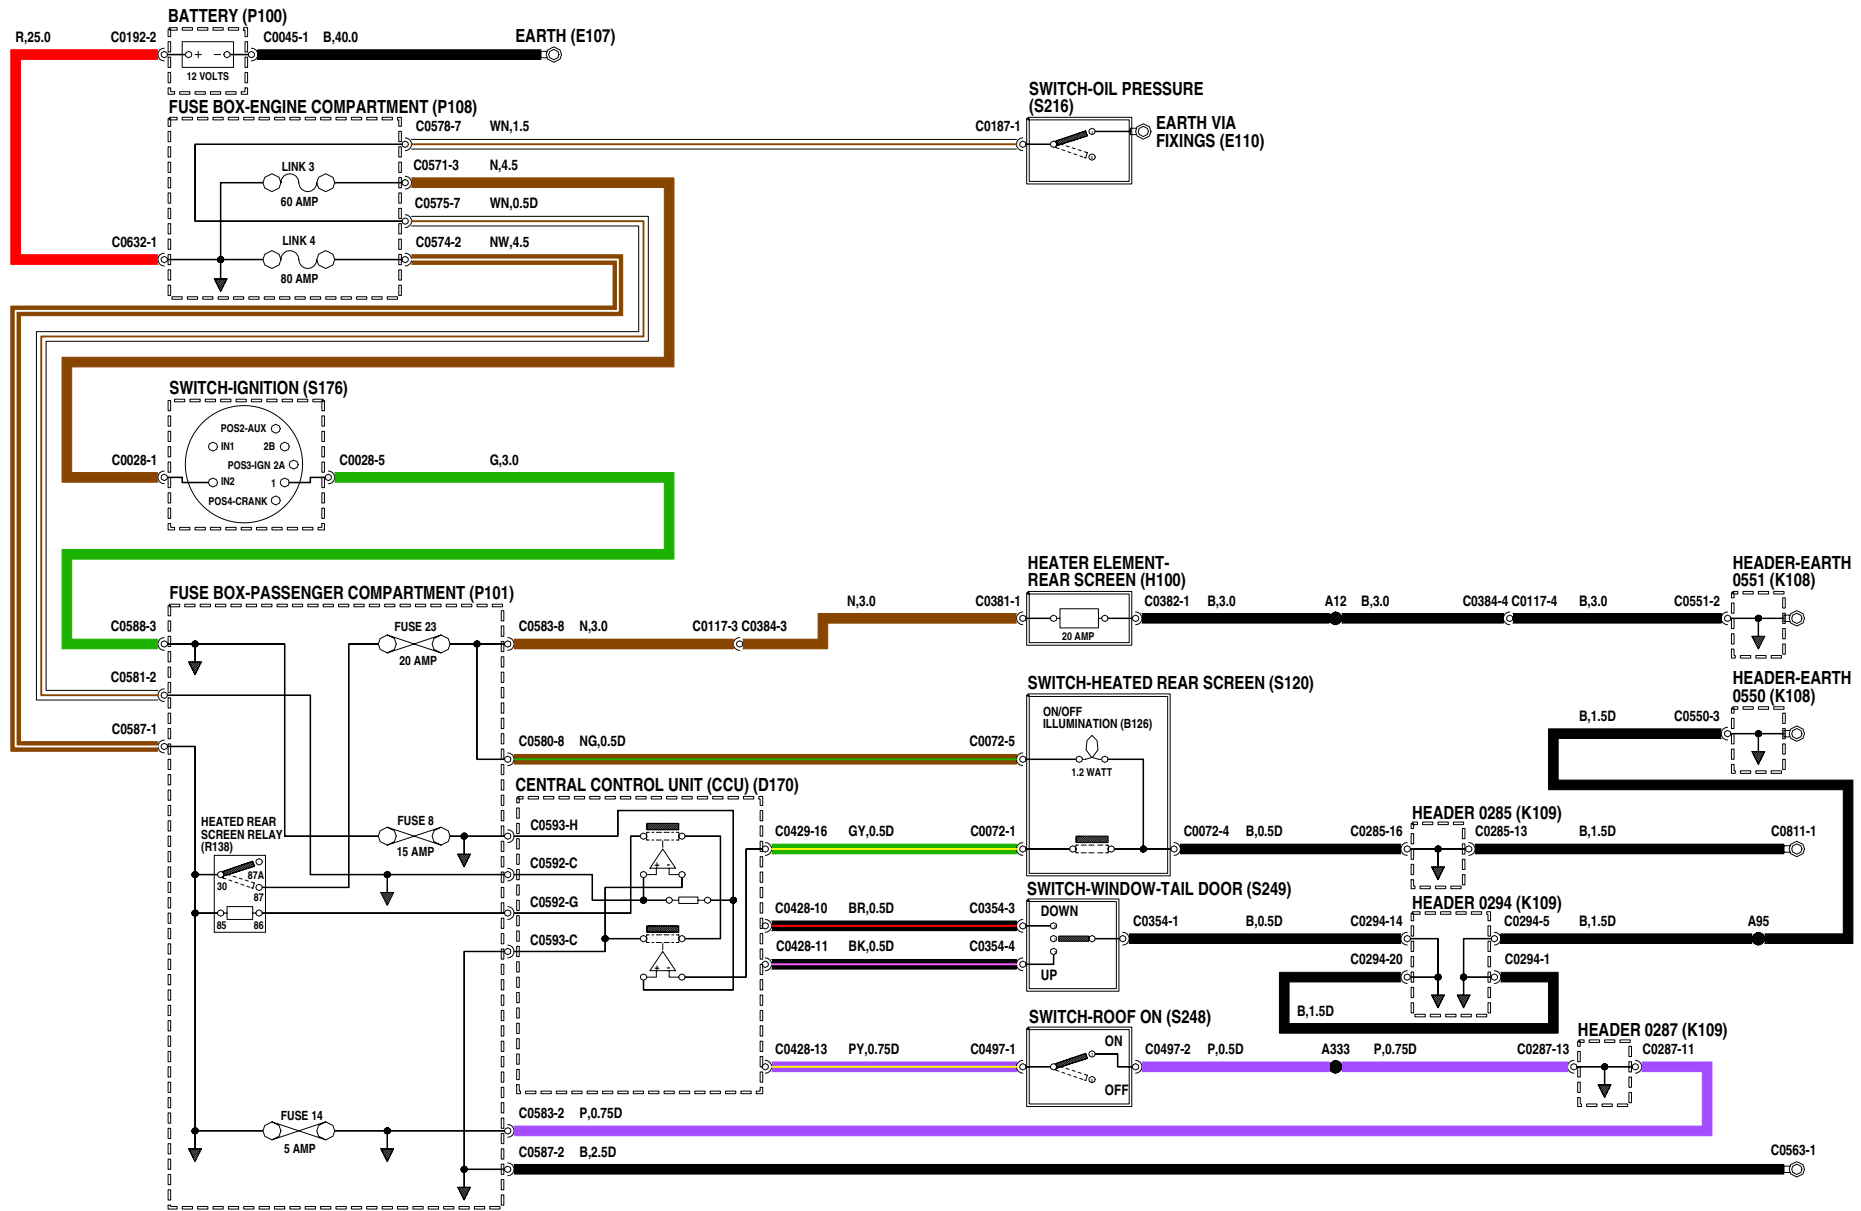 BATTERY (P100)
R,25.0
C0192-2
C0045-1
B,40.0
EARTH (E107)
+
-
12 VOLTS
FUSE BOX-ENGINE COMPARTMENT (P108)
SWITCH-OIL PRESSURE
(S216)
C0578-7
WN,1.5
C0187-1
EARTH VIA
FIXINGS (E110)
LINK 3
60 AMP
C0571-3
N,4.5
C0575-7
WN,0.5D
C0632-1
LINK 4
80 AMP
C0574-2
NW,4.5
SWITCH-IGNITION (S176)
POS2-AUX
IN1
2B
POS3-IGN 2A
IN2
1
POS4-CRANK
C0028-1
C0028-5
G,3.0
FUSE BOX-PASSENGER COMPARTMENT (P101)
HEATER ELEMENT-
REAR SCREEN (H100)
HEADER-EARTH
0551 (K108)
C0588-3
FUSE 23
20 AMP
C0583-8
N,3.0
C0117-3
C0384-3
N,3.0
C0381-1
20 AMP
C0382-1
B,3.0
A12
B,3.0
C0384-4
C0117-4
B,3.0
C0551-2
C0581-2
SWITCH-HEATED REAR SCREEN (S120)
HEADER-EARTH
0550 (K108)
ON/OFF
ILLUMINATION (B126)
1.2 WATT
B,1.5D
C0550-3
C0587-1
C0580-8
NG,0.5D
C0072-5
CENTRAL CONTROL UNIT (CCU) (D170)
HEATED REAR
SCREEN RELAY
(R138)
30
87A
87
85
86
FUSE 8
15 AMP
C0593-H
C0592-C
C0592-G
C0593-C
+
-
+
-
C0429-16
GY,0.5D
C0072-1
C0072-4
B,0.5D
C0285-16
HEADER 0285 (K109)
C0285-13
B,1.5D
C0811-1
SWITCH-WINDOW-TAIL DOOR (S249)
DOWN
UP
C0428-10
BR,0.5D
C0354-3
C0428-11
BK,0.5D
C0354-4
C0354-1
B,0.5D
C0294-14
HEADER 0294 (K109)
C0294-5
B,1.5D
A95
C0294-20
C0294-1
B,1.5D
SWITCH-ROOF ON (S248)
ON
OFF
HEADER 0287 (K109)
C0428-13
PY,0.75D
C0497-1
C0497-2
P,0.5D
A333
P,0.75D
C0287-13
C0287-11
FUSE 14
5 AMP
C0583-2
P,0.75D
C0587-2
B,2.5D
C0563-1